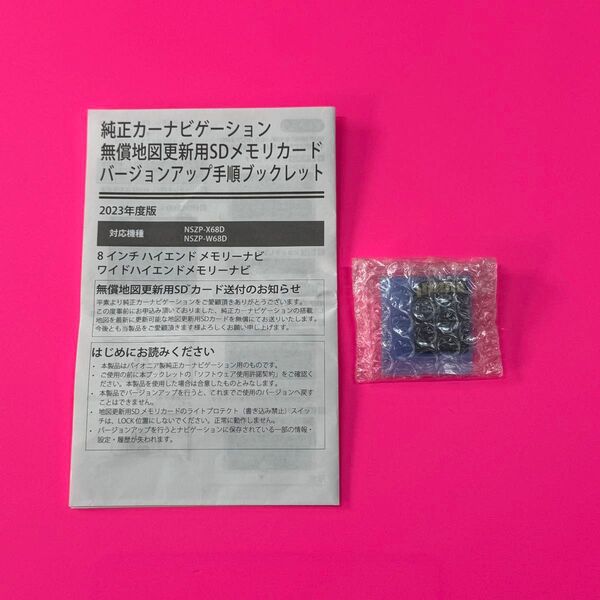 純正カーナビゲーション
無償地図更新用SDメモリカード
バージョンアップ手順ブックレット
2023年度版
対応機種
NSZP-X68D
NSZP-W68D
8 インチ ハイエンド メモリーナビ
ワイドハイエンドメモリーナビ
無償地図更新用SDカード送付のお知らせ
平素より純正カーナビゲーションをご愛顧頂きありがとうございます。
この度事前にお申込み頂いておりました、純正カーナビゲーションの搭載
地図を最新に更新可能な地図更新用SDカードを無償にてお送りいたします。
今後とも当製品をご愛顧頂きます様よろしくお願い申し上げます。
はじめにお読みください
・ 本製品はパイオニア製純正カーナビゲーション用のものです。
・ ご使用の前に本ブックレットの「ソフトウェア使用許諾契約」をご確認く
ださい。本製品を使用した場合は合意したものとみなします。
・ 本製品でバージョンアップを行うと、これまでご使用のバージョンへ戻す
ことはできません。
・ 地図更新用SDメモリカードのライトプロテクト（書き込み禁止）スイッ
チは、LOCK位置にしないでください。正常に動作しません。
・ バージョンアップを行うとナビゲーションに保存されている一部の情報・
設定・履歴が失われます。